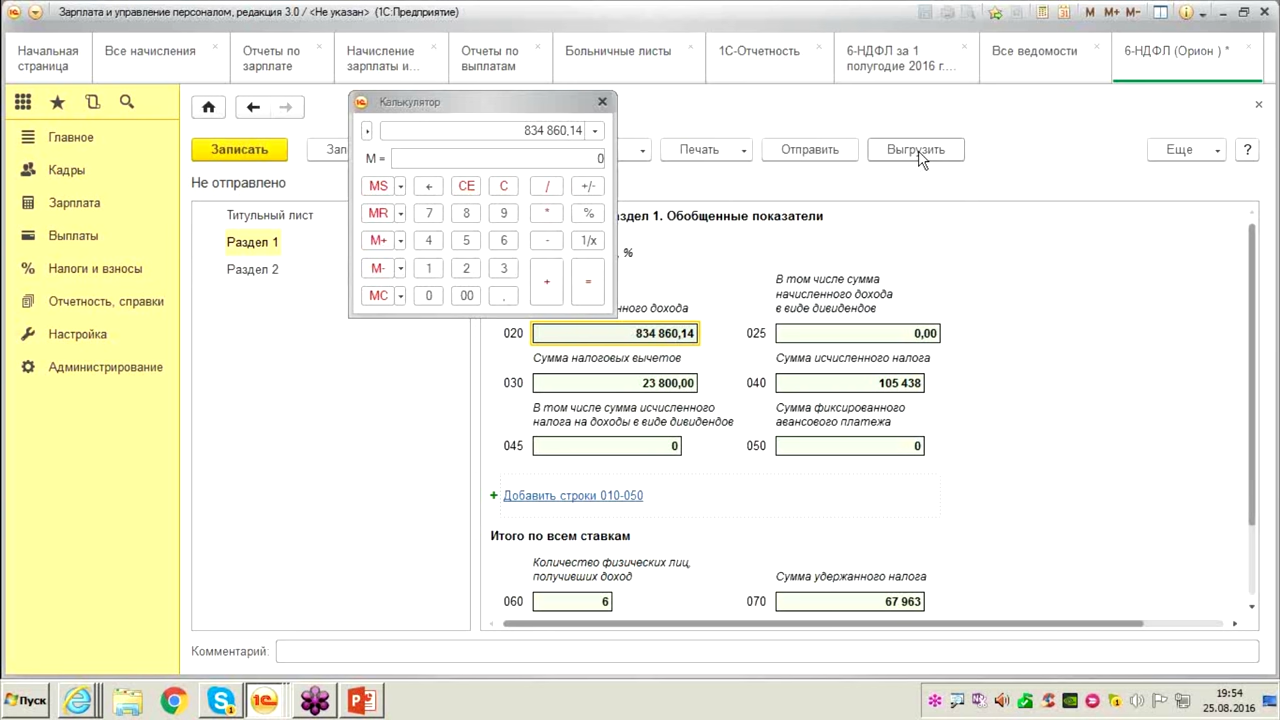 Зарплата и управление персоналом, редакция 3.0 / <Не указан> (1С:Предприятие)
M M+ M-
Начальная страница
Все начисления
Отчеты по зарплате
Начисление зарплаты и...
Отчеты по выплатам
Больничные листы
1С-Отчетность
6-НДФЛ за 1 полугодие 2016 г....
Все ведомости
6-НДФЛ (Орион ) *
Главное
Кадры
Зарплата
Выплаты
Налоги и взносы
Отчетность, справки
Настройка
Администрирование
Записать
Печать
Отправить
Выгрузить
Еще
?
Не отправлено
Титульный лист
Раздел 1
Раздел 2
Калькулятор
834 860,14
M = 0
MS ← CE C / +/-
MR 7 8 9 * %
M+ 4 5 6 - 1/x
M- 1 2 3 + =
MC 0 00 ,
1. Обобщенные показатели
, %
В том числе сумма
начисленного дохода
в виде дивидендов
дохода
020 834 860,14 025 0,00
Сумма налоговых вычетов Сумма исчисленного налога
030 23 800,00 040 105 438
В том числе сумма исчисленного
налога на доходы в виде дивидендов
Сумма фиксированного
авансового платежа
045 0 050 0
+ Добавить строки 010-050
Итого по всем ставкам
Количество физических лиц,
получивших доход
Сумма удержанного налога
060 6 070 67 963
Комментарий:
Пуск
19:54
25.08.2016